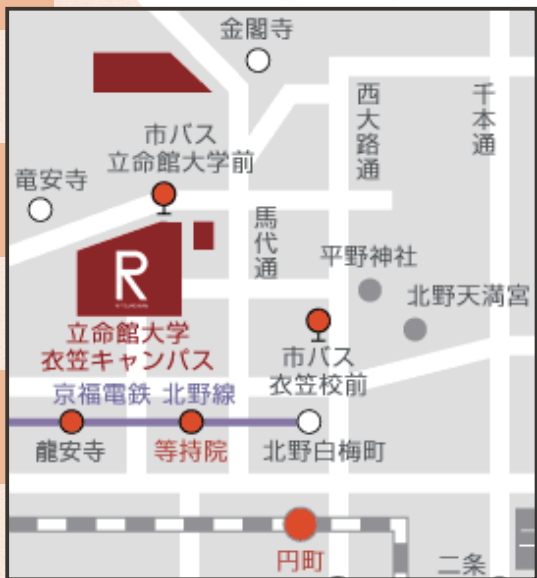 金閣寺
西大路通
千本通
市バス
立命館大学前
竜安寺
馬代通
平野神社
北野天満宮
R
立命館大学
衣笠キャンパス
市バス
衣笠校前
京福電鉄 北野線
龍安寺
等持院
北野白梅町
円町
二条
二